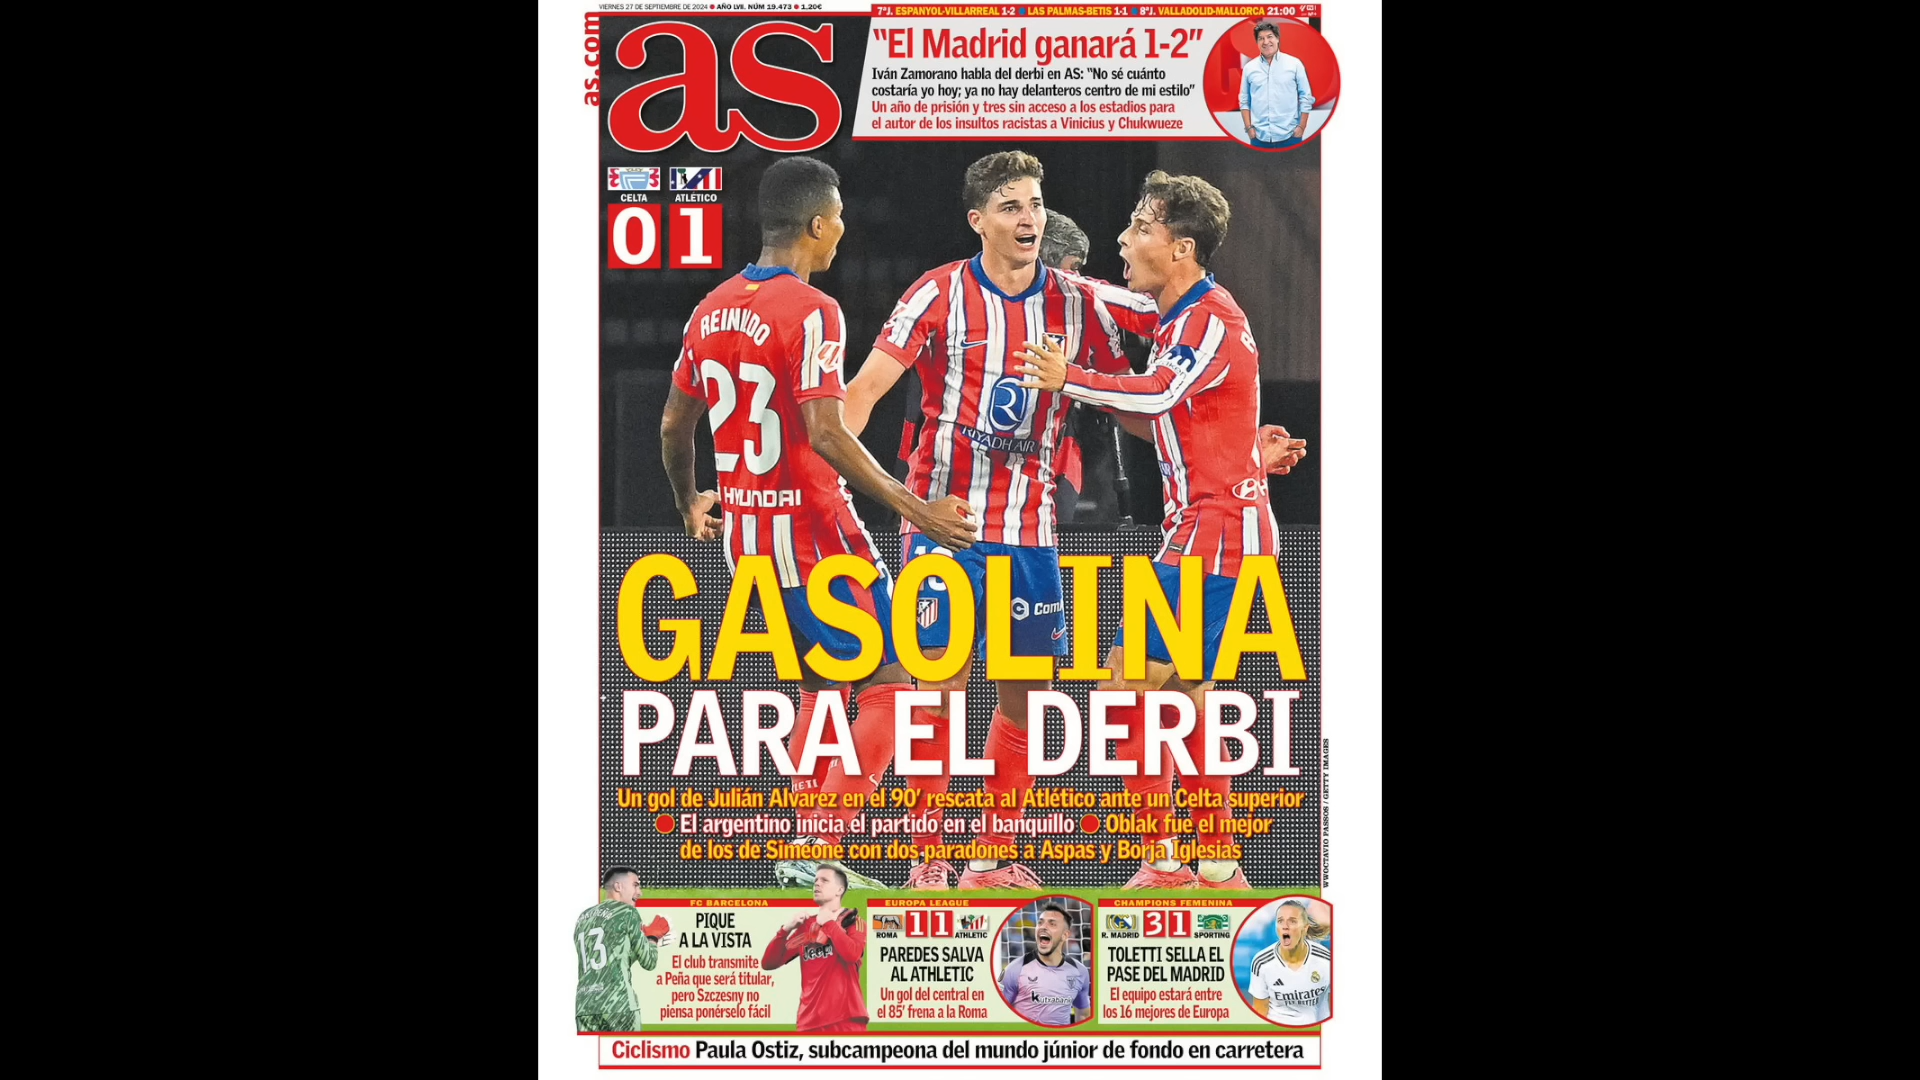 VIERNES 27 DE SEPTIEMBRE DE 2024 ● AÑO LVII. NÚM 19.473 ● 1,20€
as.com
as
7ªJ. ESPANYOL-VILLARREAL 1-2 ● LAS PALMAS-BETIS 1-1 ● 8ªJ. VALLADOLID-MALLORCA 21:00
“El Madrid ganará 1-2”
Iván Zamorano habla del derbi en AS: “No sé cuánto
costaría yo hoy; ya no hay delanteros centro de mi estilo”
Un año de prisión y tres sin acceso a los estadios para
el autor de los insultos racistas a Vinicius y Chukwueze
CELTA ATLÉTICO
0 1
REINILDO
23
HYUNDAI
RIYADH AIR
GASOLINA
PARA EL DERBI
Un gol de Julián Alvarez en el 90’ rescata al Atlético ante un Celta superior
● El argentino inicia el partido en el banquillo ● Oblak fue el mejor
de los de Simeone con dos paradones a Aspas y Borja Iglesias
OCTAVIO PASSOS / GETTY IMAGES
FC BARCELONA
PIQUE
A LA VISTA
El club transmite
a Peña que será titular,
pero Szczesny no
piensa ponérselo fácil
13
Jeep
EUROPA LEAGUE
ROMA 1 1 ATHLETIC
PAREDES SALVA
AL ATHLETIC
Un gol del central en
el 85’ frena a la Roma
Kutxabank
CHAMPIONS FEMENINA
R. MADRID 3 1 SPORTING
TOLETTI SELLA EL
PASE DEL MADRID
El equipo estará entre
los 16 mejores de Europa
Emirates
FLY BETTER
Ciclismo Paula Ostiz, subcampeona del mundo júnior de fondo en carretera